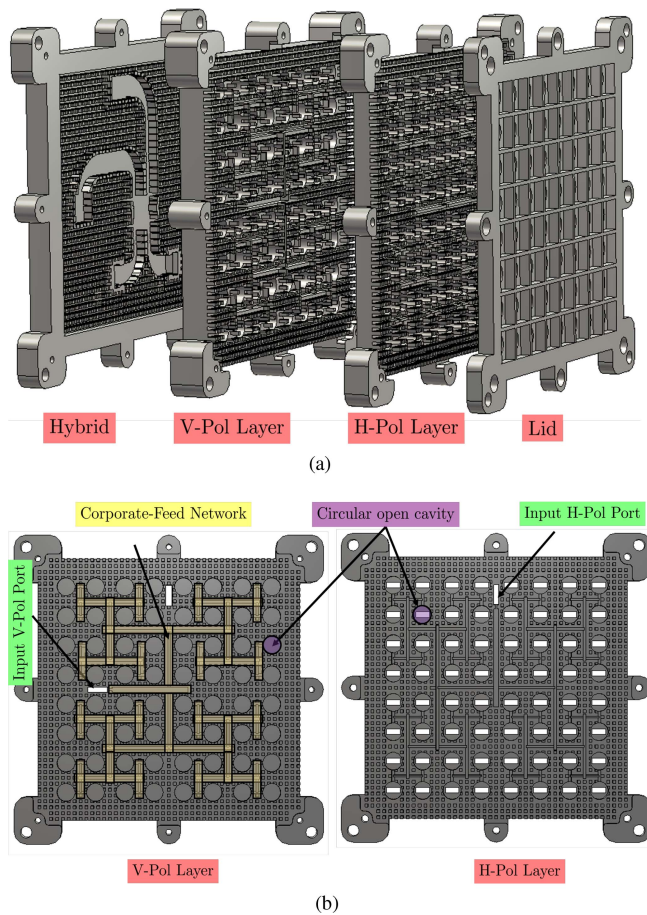 Hybrid
V-Pol Layer
H-Pol Layer
Lid
(a)
Corporate-Feed Network
Circular open cavity
Input H-Pol Port
Input V-Pol Port
V-Pol Layer
H-Pol Layer
(b)